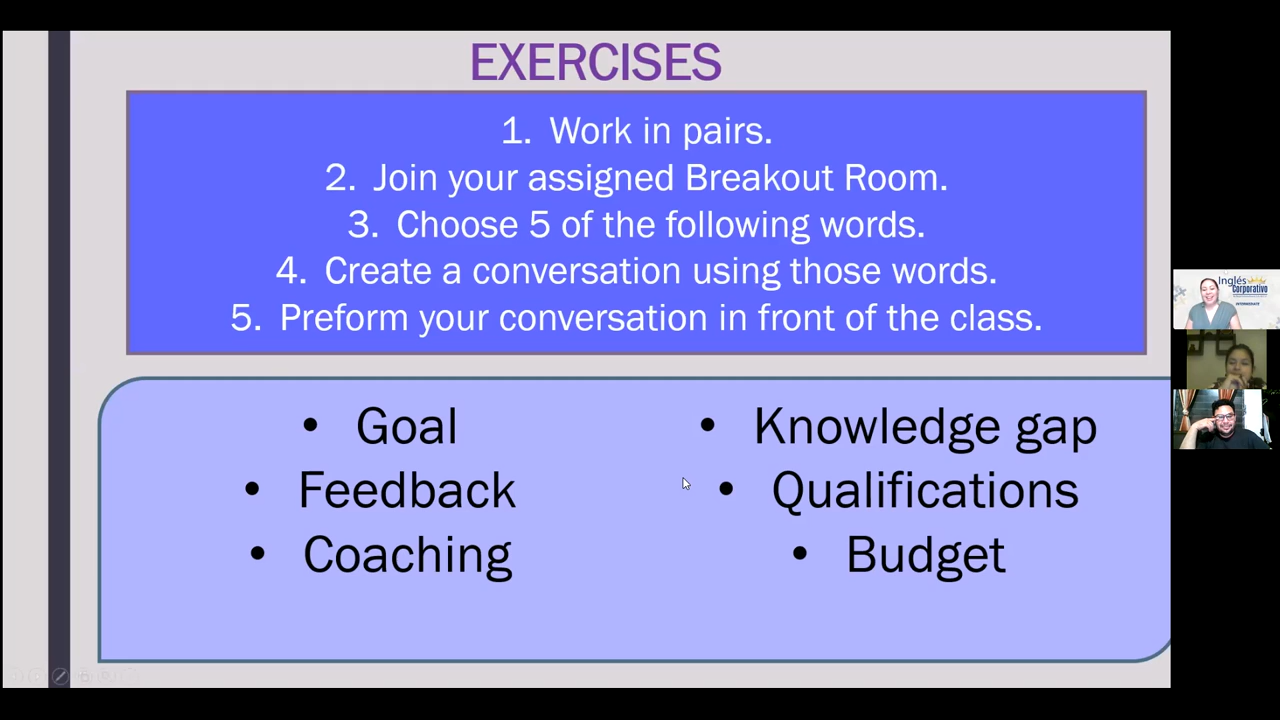 EXERCISES
1. Work in pairs.
2. Join your assigned Breakout Room.
3. Choose 5 of the following words.
4. Create a conversation using those words.
5. Preform your conversation in front of the class.
• Goal
• Feedback
• Coaching
• Knowledge gap
• Qualifications
• Budget
Inglés
Corporativo
INTERMEDIATE